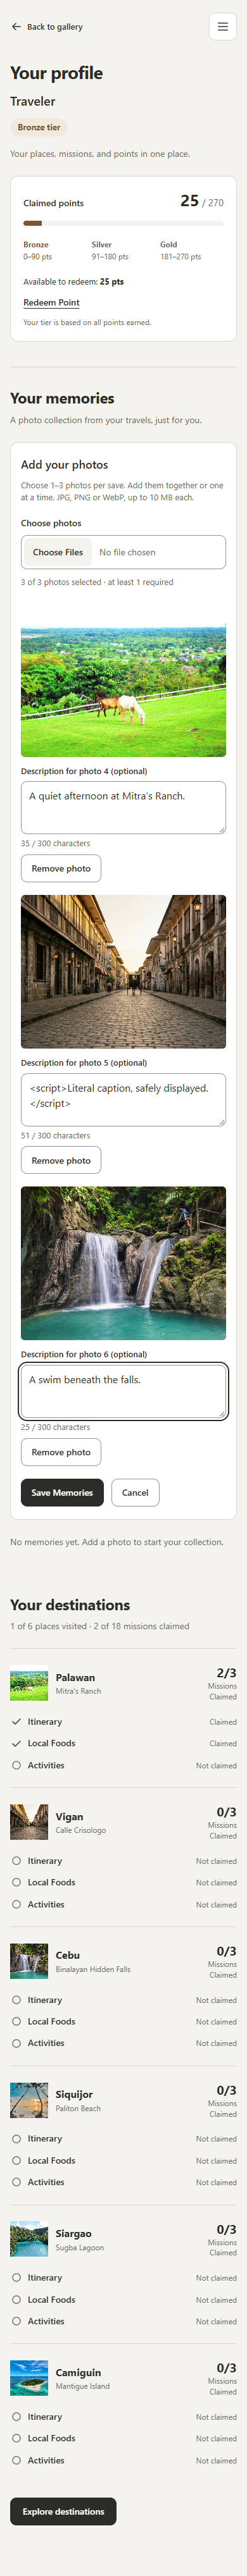 Back to gallery
Your profile
Traveler
Bronze tier
Your places, missions, and points in one place.
Claimed points
25 / 270
Bronze
Silver
Gold
0–90 pts
91–180 pts
181–270 pts
Available to redeem: 25 pts
Redeem Point
Your tier is based on all points earned.
Your memories
A photo collection from your travels, just for you.
Add your photos
Choose 1–3 photos per save. Add them together or one
at a time. JPG, PNG or WebP, up to 10 MB each.
Choose photos
Choose Files No file chosen
3 of 3 photos selected · at least 1 required
Description for photo 4 (optional)
A quiet afternoon at Mitra's Ranch.
35 / 300 characters
Remove photo
Description for photo 5 (optional)
<script>Literal caption, safely displayed.
</script>
51 / 300 characters
Remove photo
Description for photo 6 (optional)
A swim beneath the falls.
25 / 300 characters
Remove photo
Save Memories
Cancel
No memories yet. Add a photo to start your collection.
Your destinations
1 of 6 places visited · 2 of 18 missions claimed
Palawan
Mitra's Ranch
2/3
Missions
Claimed
Itinerary Claimed
Local Foods Claimed
Activities Not claimed
Vigan
Calle Crisologo
0/3
Missions
Claimed
Itinerary Not claimed
Local Foods Not claimed
Activities Not claimed
Cebu
Binalayan Hidden Falls
0/3
Missions
Claimed
Itinerary Not claimed
Local Foods Not claimed
Activities Not claimed
Siquijor
Paliton Beach
0/3
Missions
Claimed
Itinerary Not claimed
Local Foods Not claimed
Activities Not claimed
Siargao
Sugba Lagoon
0/3
Missions
Claimed
Itinerary Not claimed
Local Foods Not claimed
Activities Not claimed
Camiguin
Mantigue Island
0/3
Missions
Claimed
Itinerary Not claimed
Local Foods Not claimed
Activities Not claimed
Explore destinations